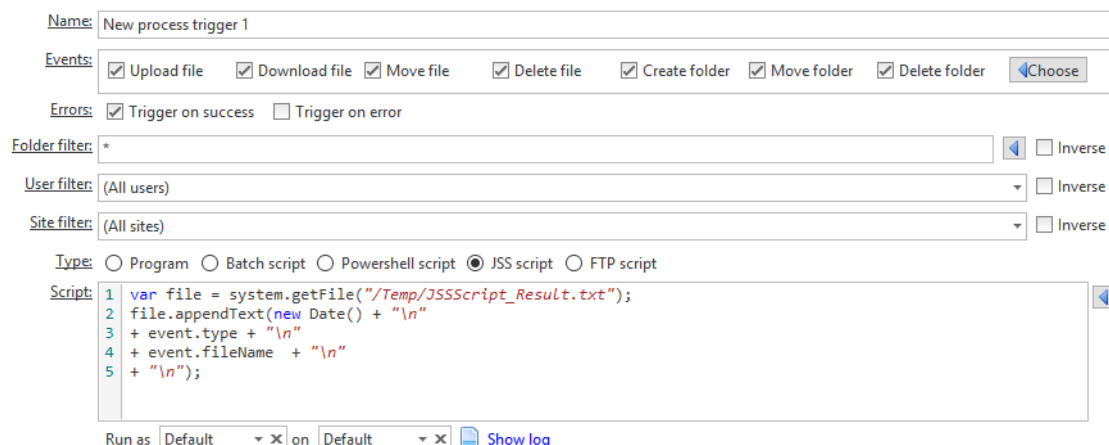 Name: New process trigger 1
Events: Upload file Download file Move file Delete file Create folder Move folder Delete folder Choose
Errors: Trigger on success Trigger on error
Folder filter: * Inverse
User filter: (All users) Inverse
Site filter: (All sites) Inverse
Type: Program Batch script Powershell script JSS script FTP script
Script: 1 var file = system.getFile("/Temp/JSSScript_Result.txt");
2 file.appendText(new Date() + "\n"
3 + event.type + "\n"
4 + event.fileName  + "\n"
5 + "\n");
Run as Default on Default Show log